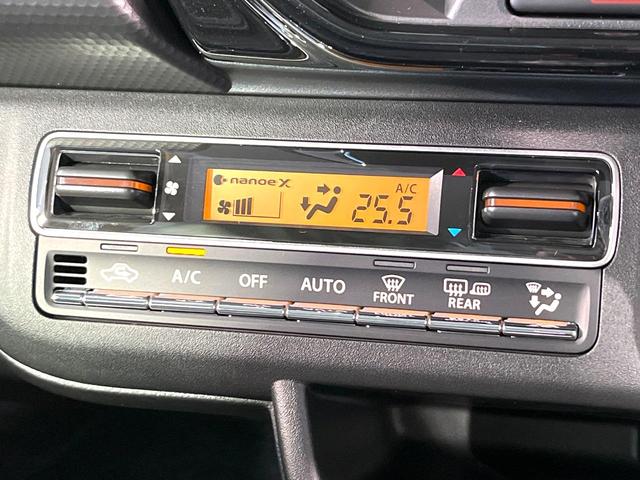 nanoe X
A/C
25.5
A/C
OFF
AUTO
FRONT
REAR